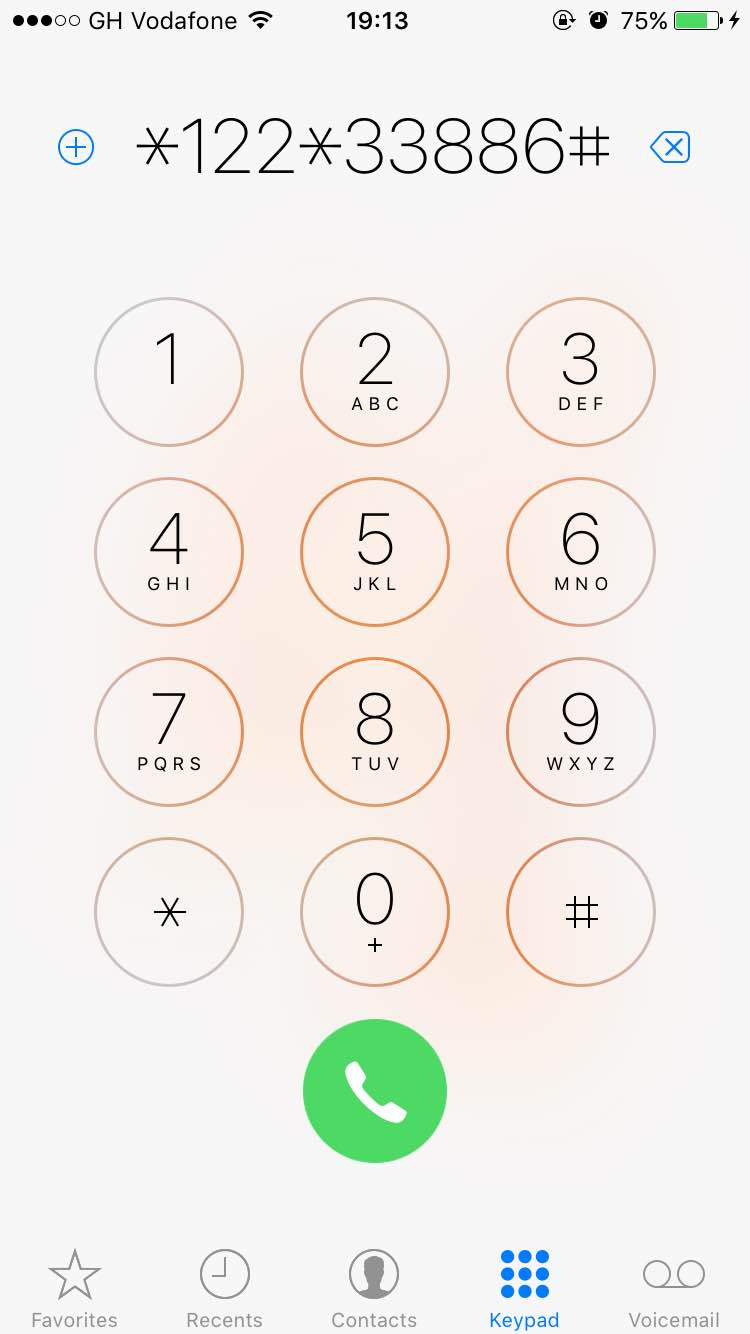 GH Vodafone 19:13 75%
*122*33886#
1 2 3
ABC DEF
4 5 6
GHI JKL MNO
7 8 9
PQRS TUV WXYZ
* 0 #
+
Favorites Recents Contacts Keypad Voicemail